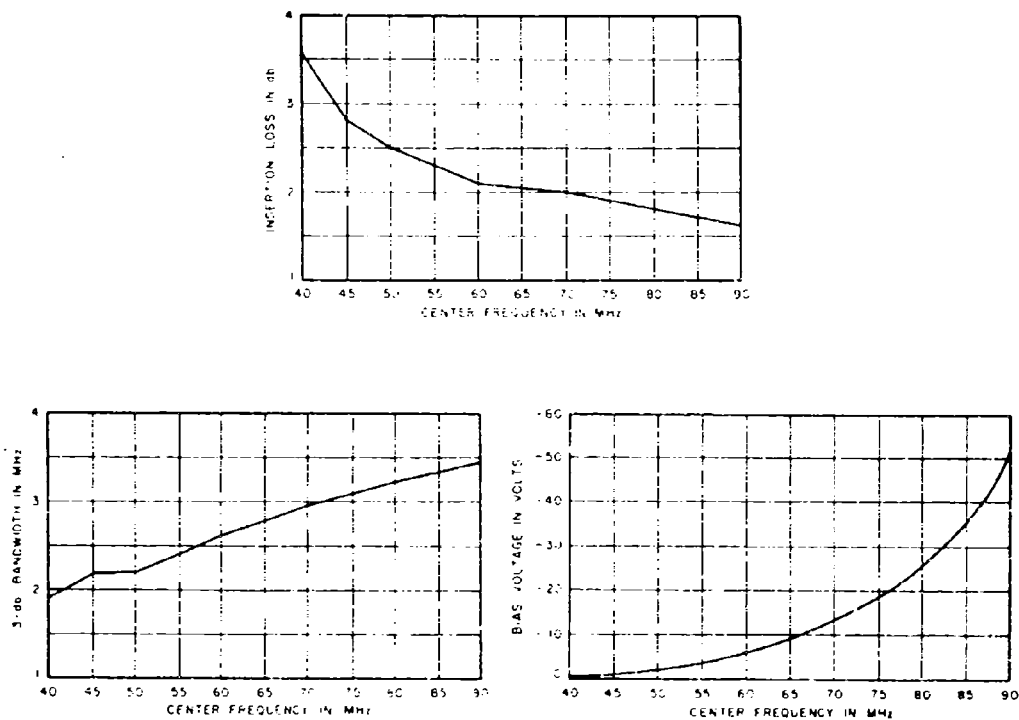 4
3
2
1
INSERTION LOSS IN db
40 45 50 55 60 65 70 75 80 85 90
CENTER FREQUENCY IN MHz
4
3
2
1
3-db BANDWIDTH IN MHz
40 45 50 55 60 65 70 75 80 85 90
CENTER FREQUENCY IN MHz
-60
-50
-40
-30
-20
-10
0
BIAS VOLTAGE IN VOLTS
40 45 50 55 60 65 70 75 80 85 90
CENTER FREQUENCY IN MHz